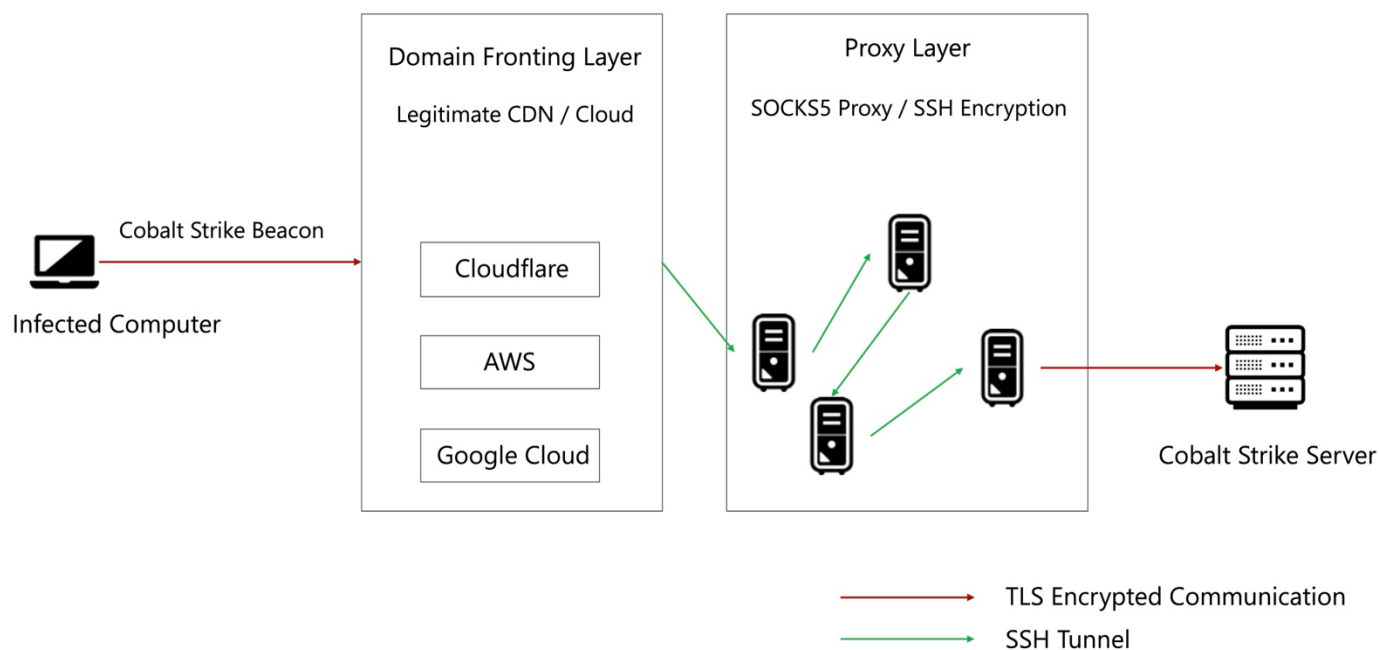 Domain Fronting Layer
Legitimate CDN / Cloud
Proxy Layer
SOCKS5 Proxy / SSH Encryption
Cobalt Strike Beacon
Infected Computer
Cloudflare
AWS
Google Cloud
Cobalt Strike Server
TLS Encrypted Communication
SSH Tunnel